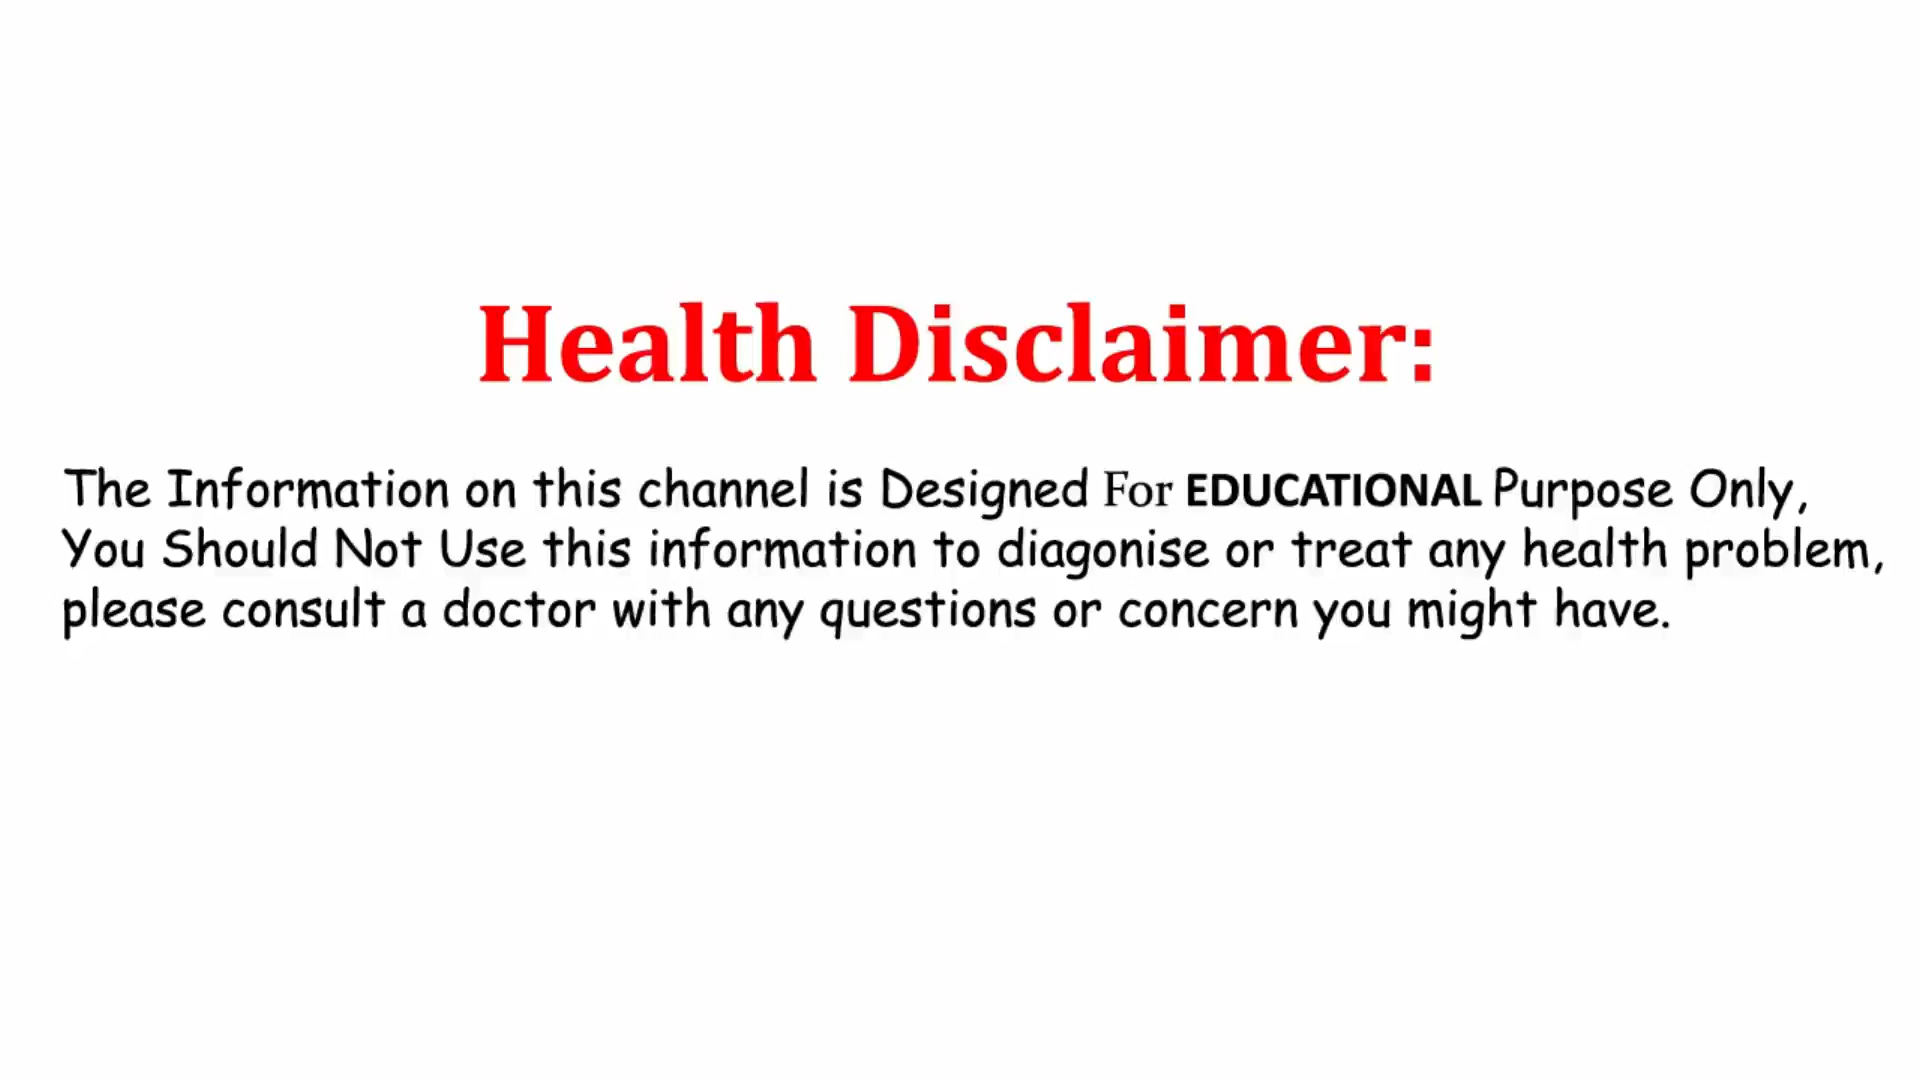 Health Disclaimer:
The Information on this channel is Designed For EDUCATIONAL Purpose Only,
You Should Not Use this information to diagonise or treat any health problem,
please consult a doctor with any questions or concern you might have.